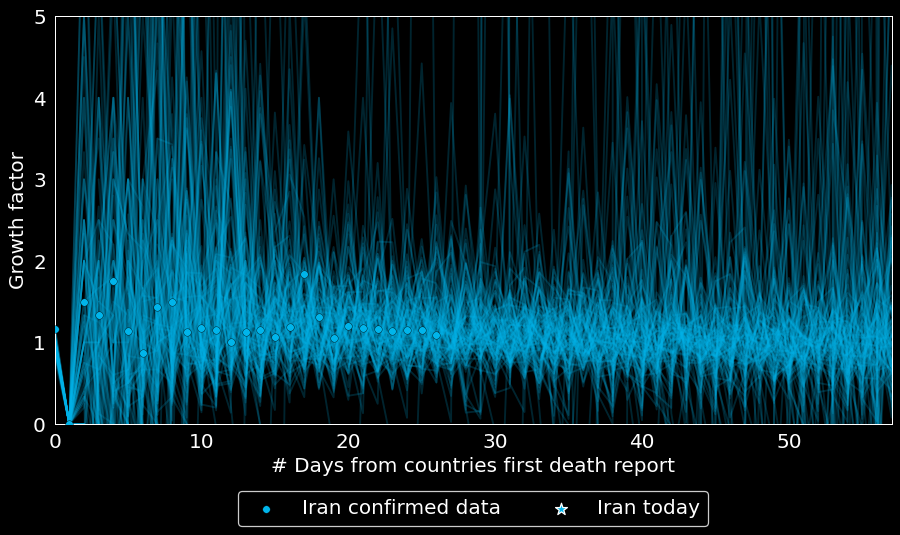 5
4
3
2
1
0
Growth factor
0 10 20 30 40 50
# Days from countries first death report
Iran confirmed data Iran today